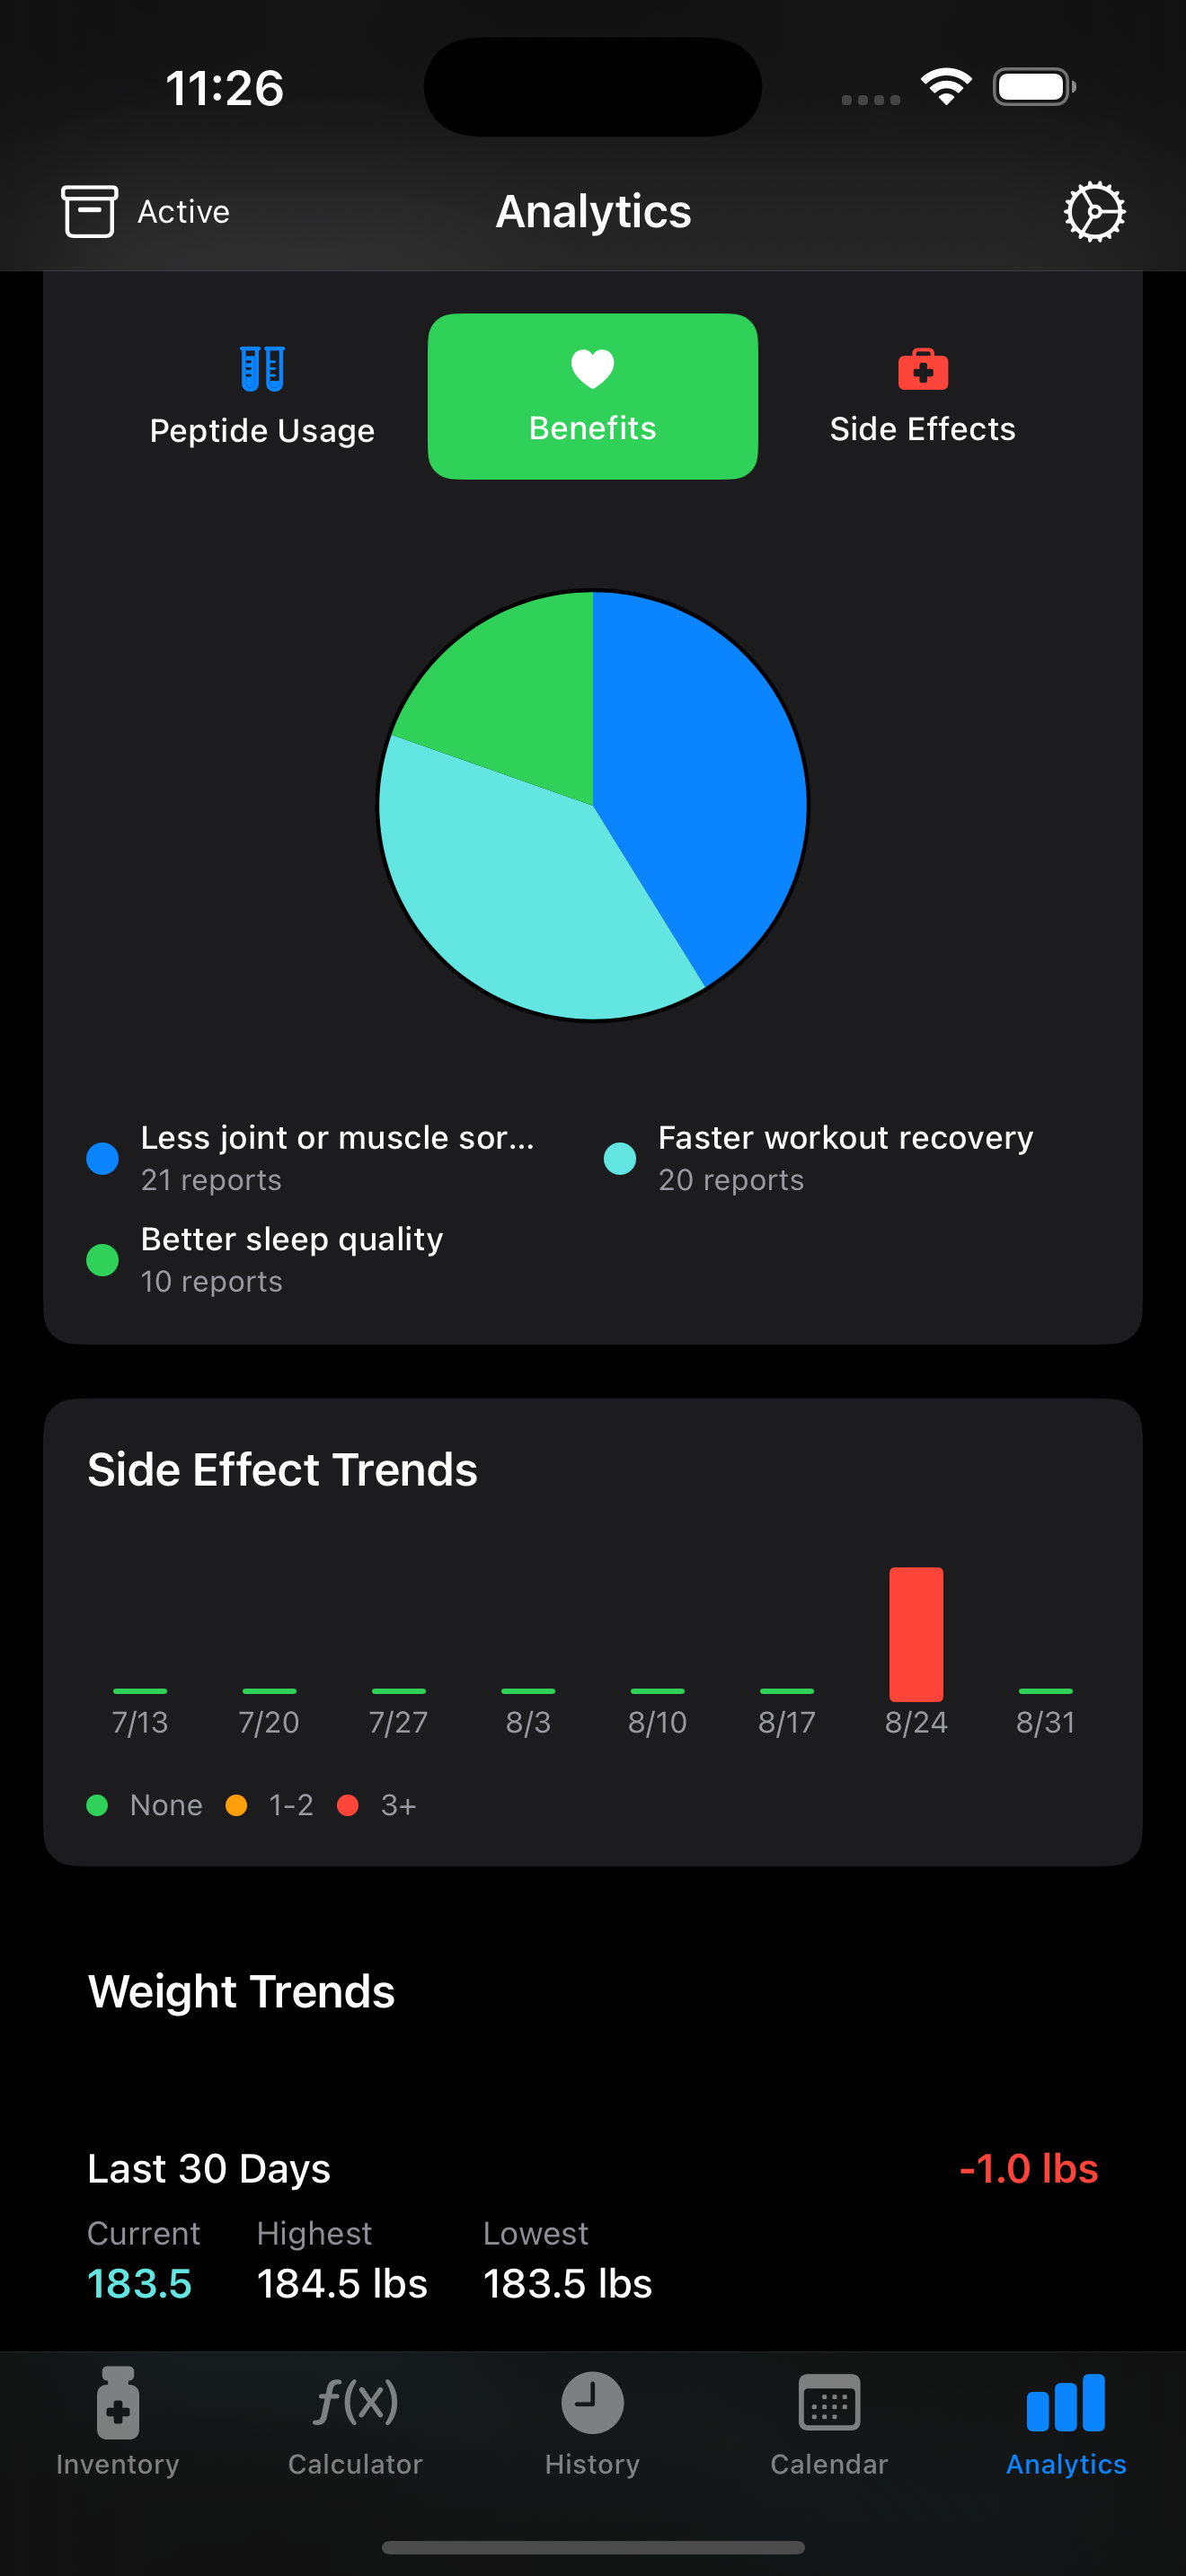 11:26
Active
Analytics
Peptide Usage
Benefits
Side Effects
Less joint or muscle sor...
21 reports
Faster workout recovery
20 reports
Better sleep quality
10 reports
Side Effect Trends
7/13 7/20 7/27 8/3 8/10 8/17 8/24 8/31
None 1-2 3+
Weight Trends
Last 30 Days -1.0 lbs
Current Highest Lowest
183.5 184.5 lbs 183.5 lbs
f(x)
Inventory Calculator History Calendar Analytics